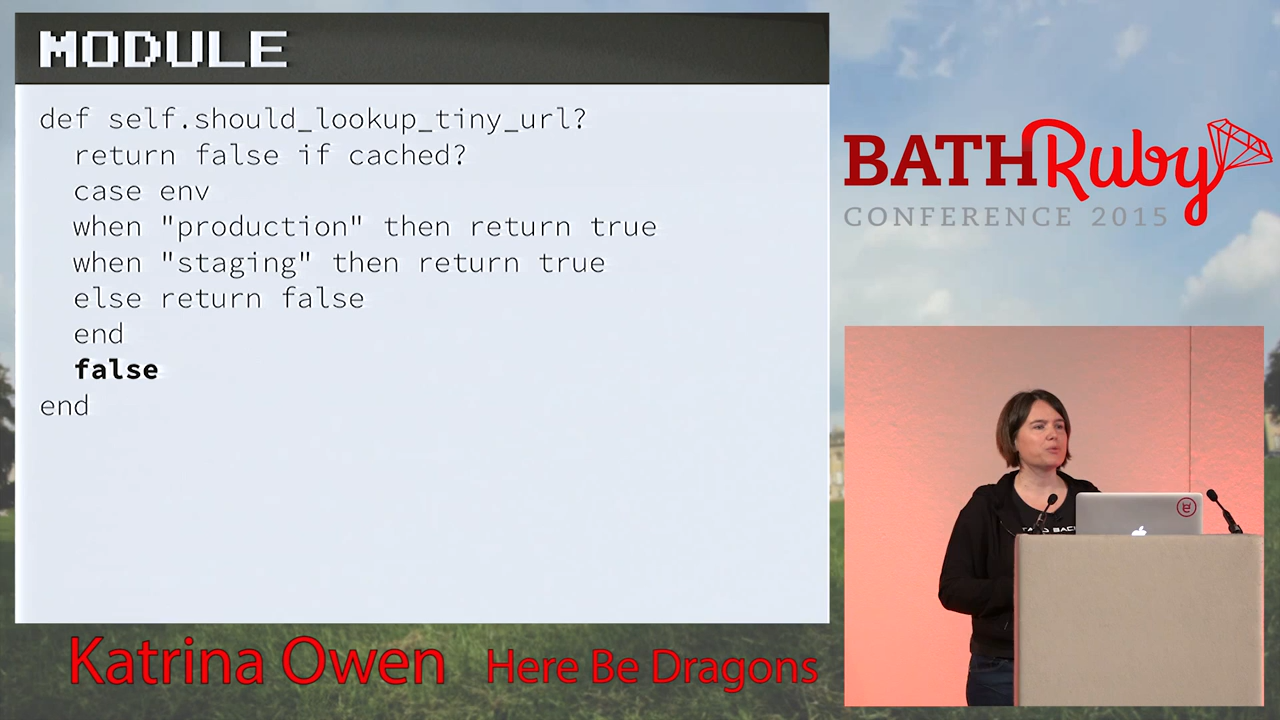 MODULE
def self.should_lookup_tiny_url?
  return false if cached?
  case env
  when "production" then return true
  when "staging" then return true
  else return false
  end
  false
end
BATHRuby
CONFERENCE 2015
Katrina Owen
Here Be Dragons